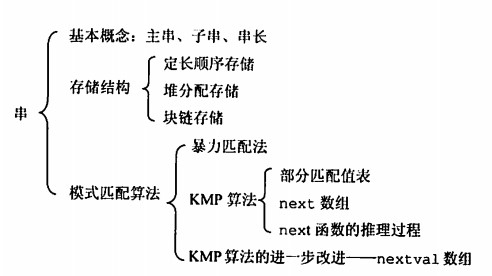 串
基本概念：主串、子串、串长
存储结构
定长顺序存储
堆分配存储
块链存储
模式匹配算法
暴力匹配法
KMP 算法
部分匹配值表
next 数组
next 函数的推理过程
KMP 算法的进一步改进——nextval 数组